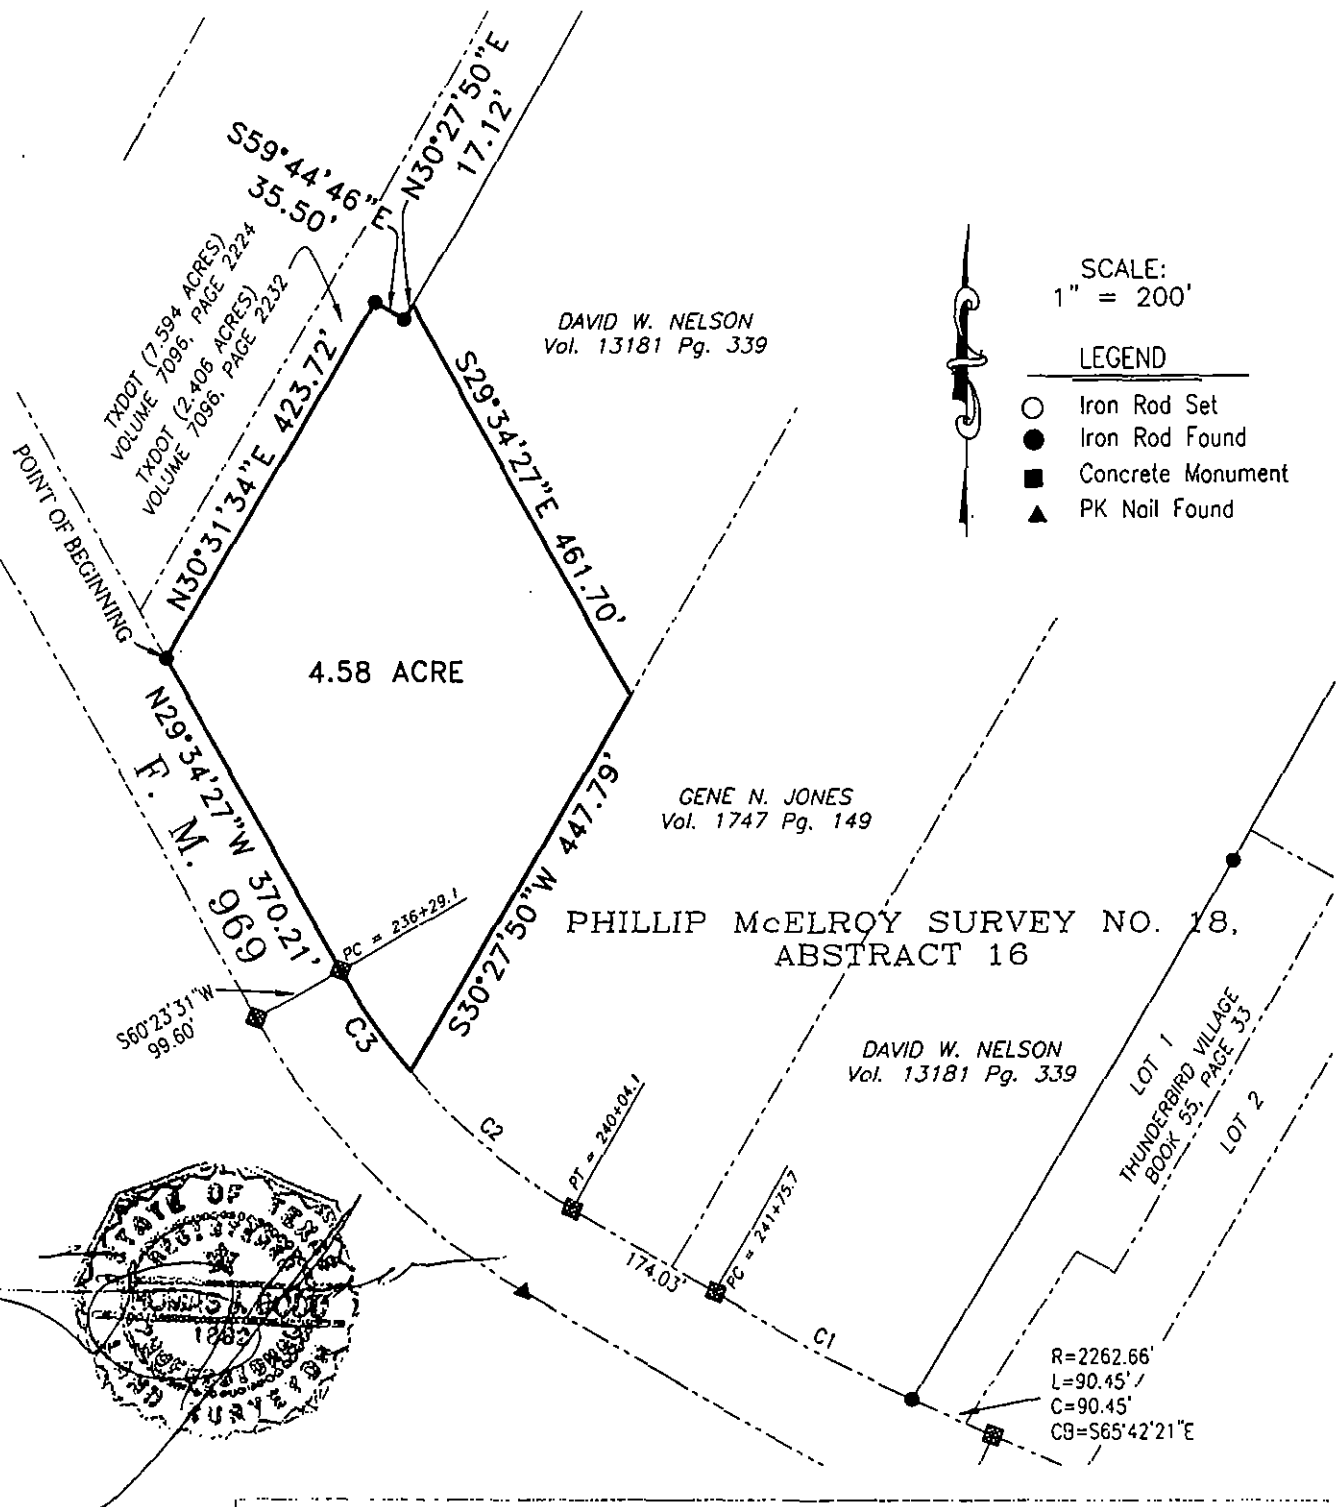 N30°27'50"E
17.12'
S59°44'46"E
35.50'
TXDOT (7.594 ACRES)
VOLUME 7096, PAGE 2224
TXDOT (2.406 ACRES)
VOLUME 7096, PAGE 2232
N30°31'34"E 423.72'
DAVID W. NELSON
Vol. 13181 Pg. 339
S29°34'27"E 461.70'
SCALE:
1" = 200'
LEGEND
Iron Rod Set
Iron Rod Found
Concrete Monument
PK Nail Found
POINT OF BEGINNING
4.58 ACRE
N29°34'27"W 370.21'
F. M. 969
GENE N. JONES
Vol. 1747 Pg. 149
S30°27'50"W 447.79'
PC = 236+29.1
PHILLIP McELROY SURVEY NO. 18,
ABSTRACT 16
S60°23'31"W
99.60'
C3
DAVID W. NELSON
Vol. 13181 Pg. 339
LOT 1
THUNDERBIRD VILLAGE
BOOK 55, PAGE 33
LOT 2
C2
PT = 240+04.1
PC = 241+75.7
174.03'
C1
R=2262.66'
L=90.45'
C=90.45'
CB=S65°42'21"E
STATE OF TEXAS
REGISTERED